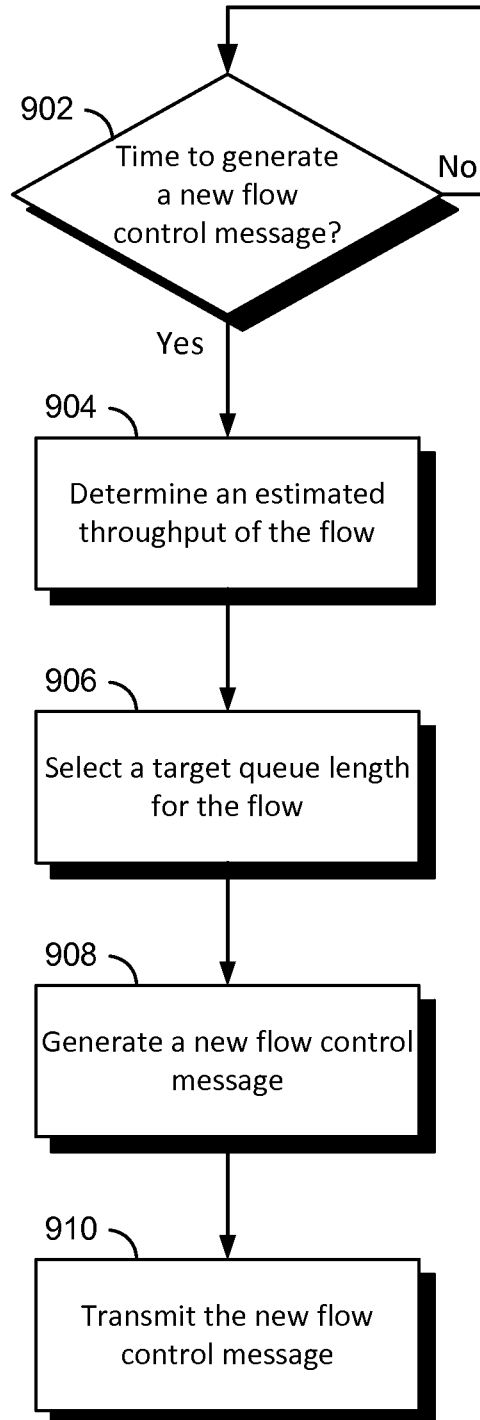 902
Time to generate
a new flow
control message?
No
Yes
904
Determine an estimated
throughput of the flow
906
Select a target queue length
for the flow
908
Generate a new flow control
message
910
Transmit the new flow
control message